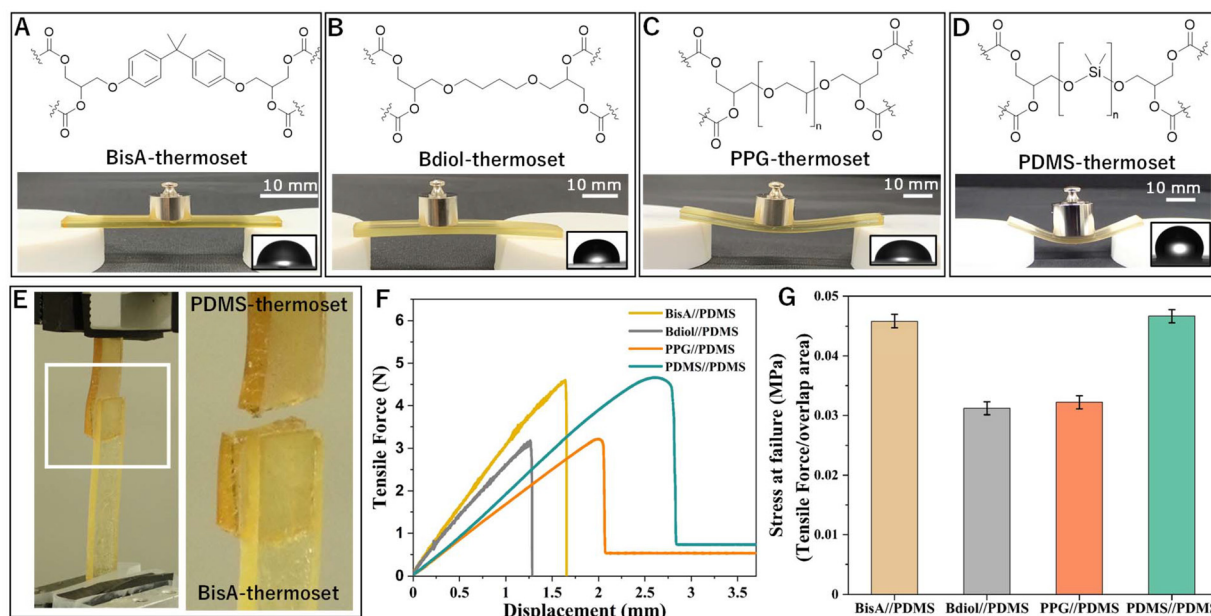 A
BisA-thermoset
10 mm
B
Bdiol-thermoset
10 mm
C
n
PPG-thermoset
10 mm
D
Si
n
PDMS-thermoset
10 mm
E
PDMS-thermoset
BisA-thermoset
F
BisA//PDMS
Bdiol//PDMS
PPG//PDMS
PDMS//PDMS
Tensile Force (N)
6
5
4
3
2
1
0
0 0.5 1.0 1.5 2.0 2.5 3.0 3.5
Displacement (mm)
G
Stress at failure (MPa)
(Tensile Force/overlap area)
0.05
0.04
0.03
0.02
0.01
0
BisA//PDMS Bdiol//PDMS PPG//PDMS PDMS//PDMS